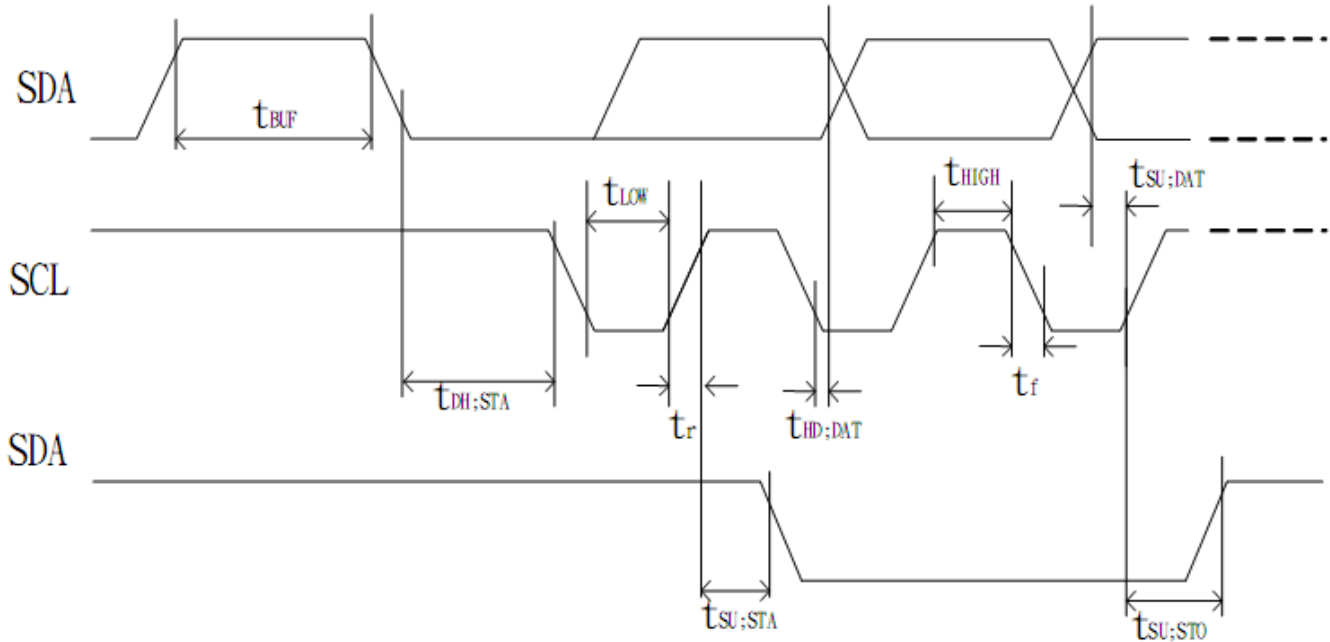 SDA
tBUF
tHIGH
tSU;DAT
tLOW
SCL
tDH;STA
tr
tHD;DAT
tf
SDA
tSU;STA
tSU;STO